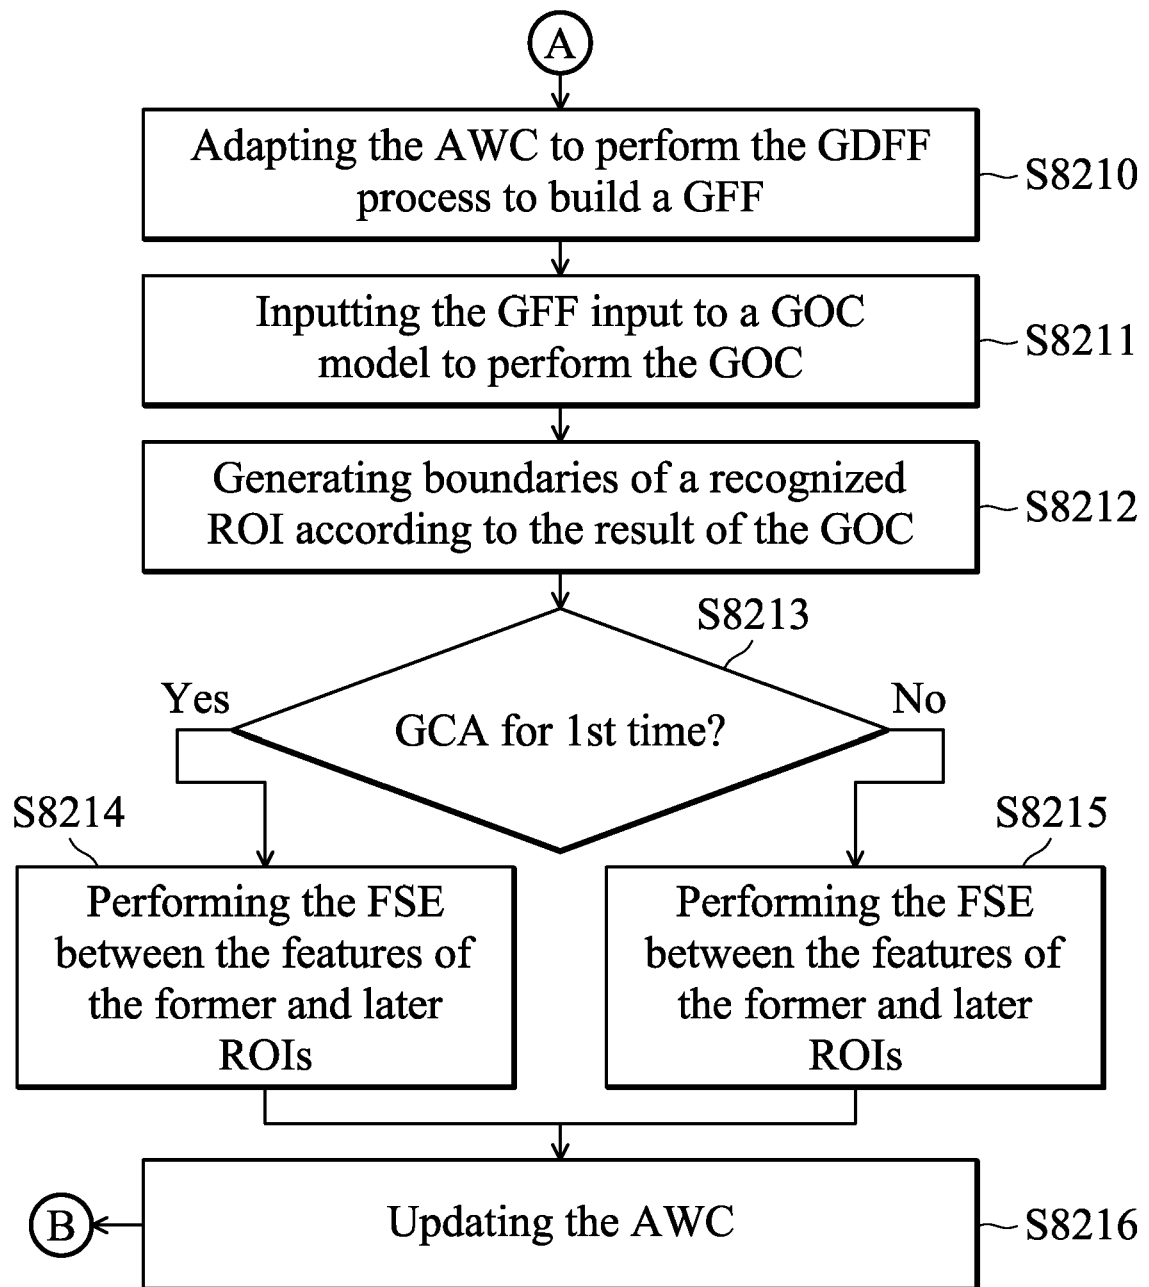 A
Adapting the AWC to perform the GDFF
process to build a GFF
S8210
Inputting the GFF input to a GOC
model to perform the GOC
S8211
Generating boundaries of a recognized
ROI according to the result of the GOC
S8212
S8213
Yes
No
GCA for 1st time?
S8214
S8215
Performing the FSE
between the features of
the former and later
ROIs
Performing the FSE
between the features of
the former and later
ROIs
B
Updating the AWC
S8216